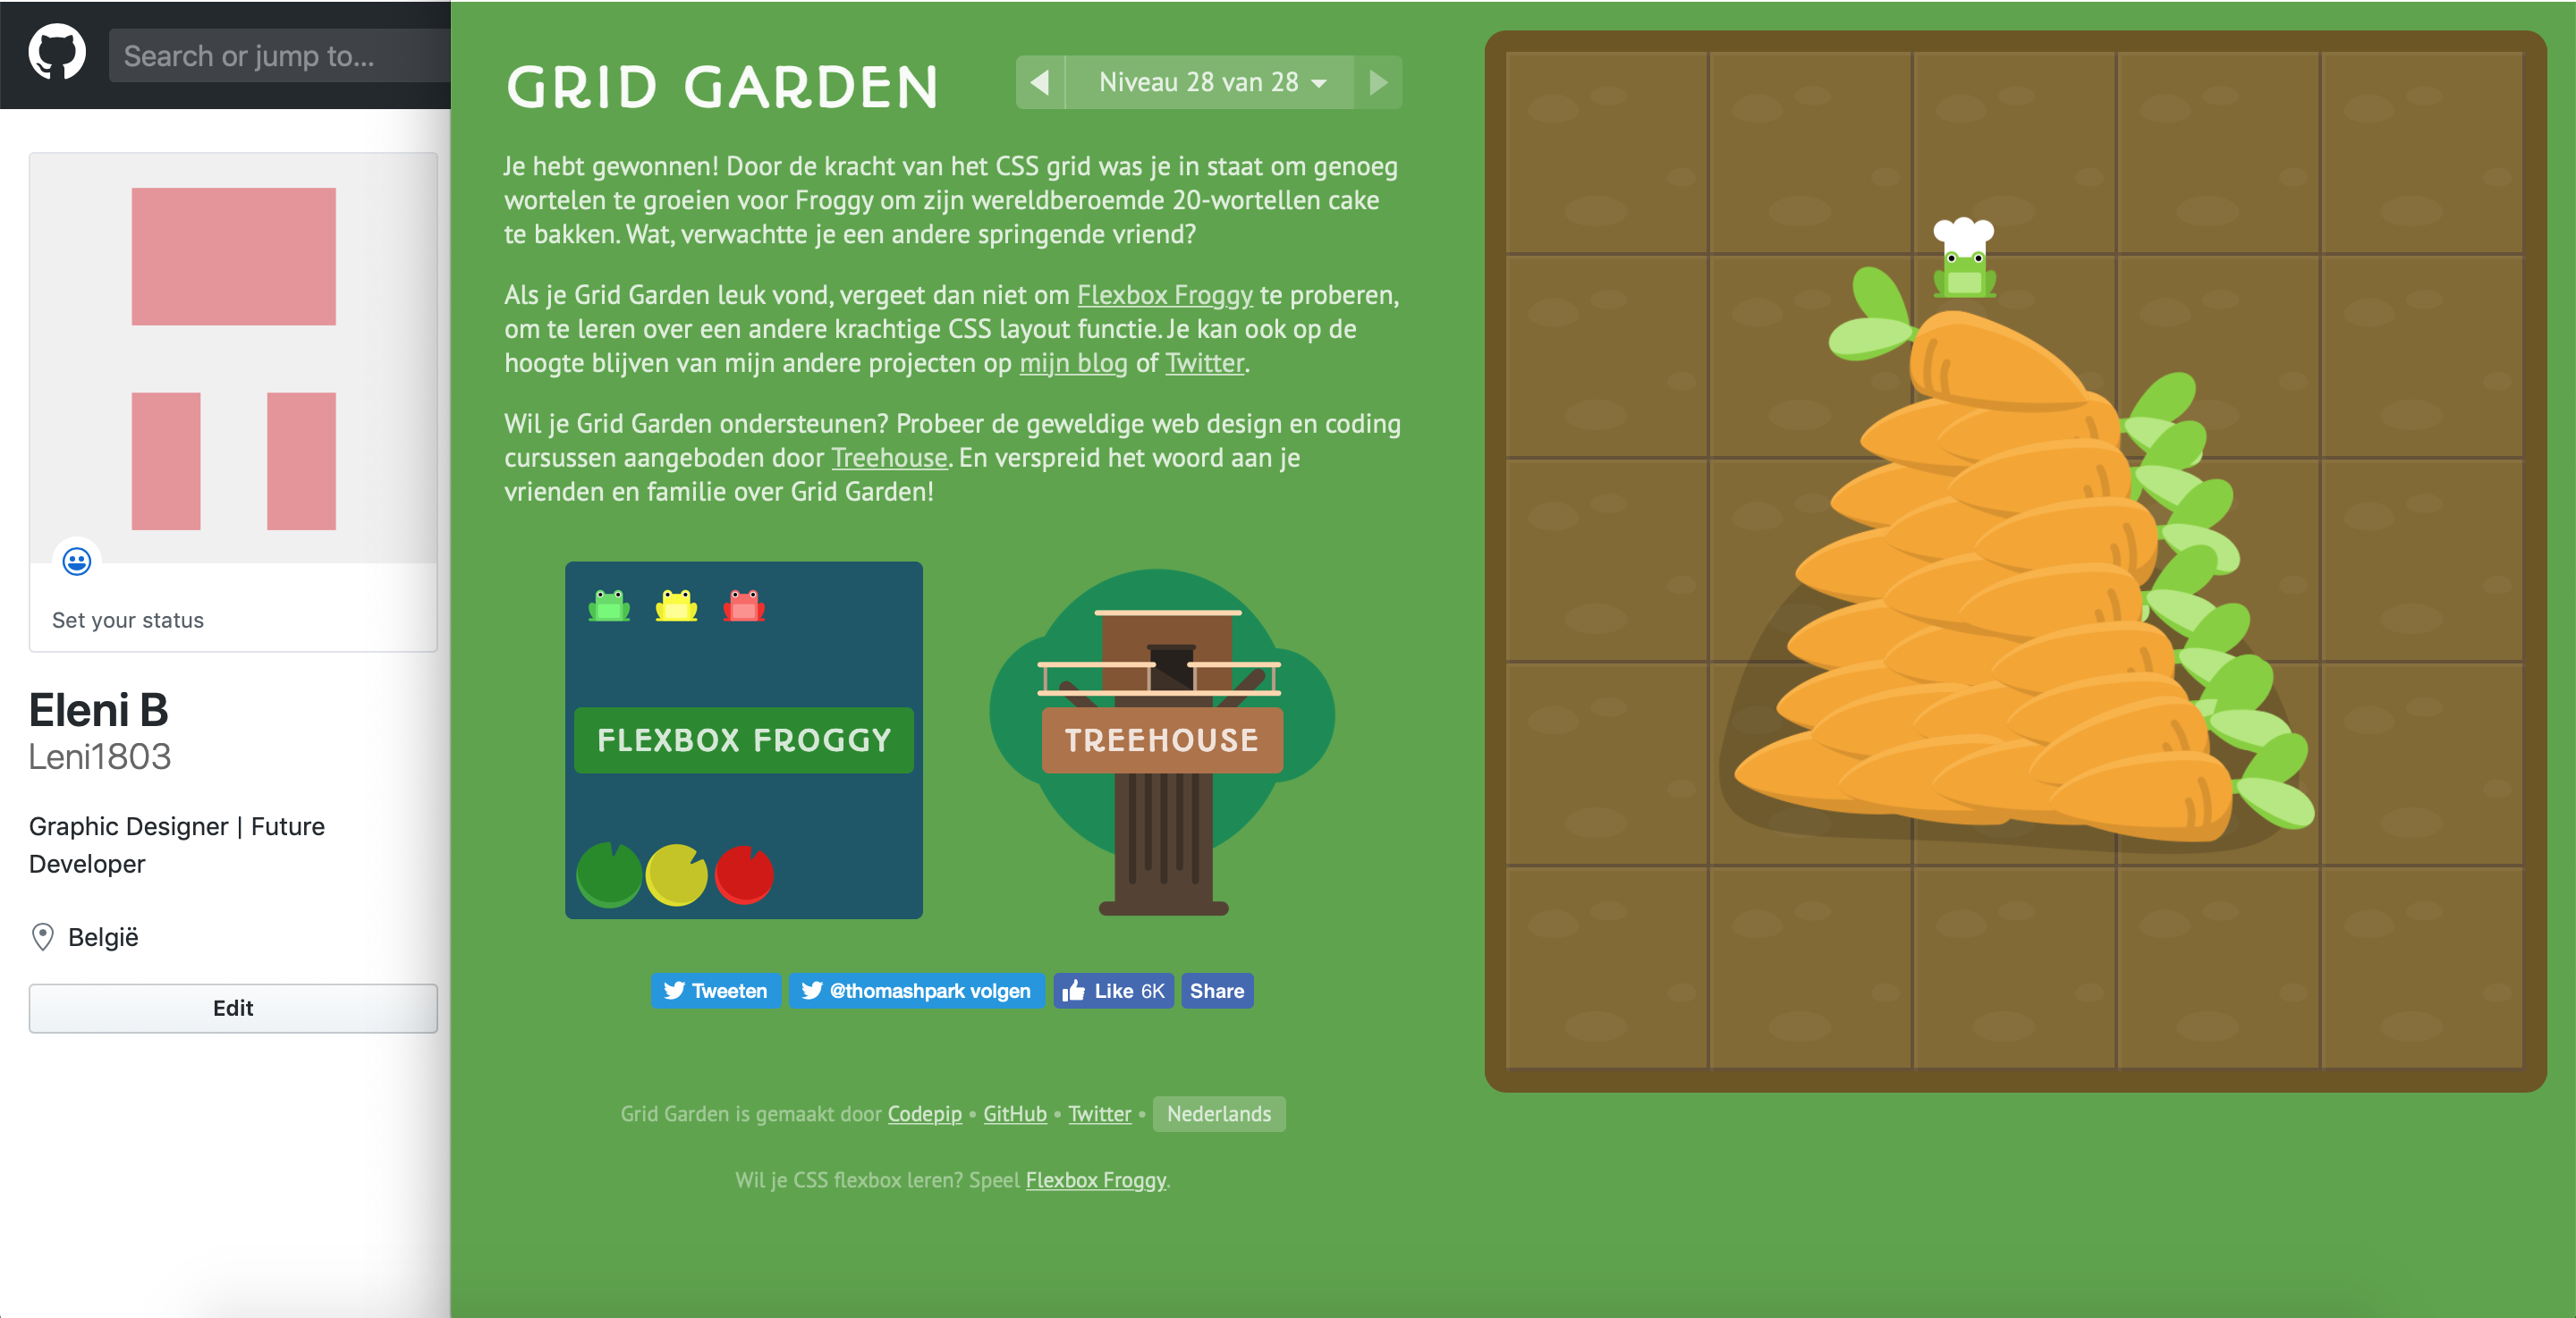 Search or jump to...
Set your status
Eleni B
Leni1803
Graphic Designer | Future
Developer
België
Edit
GRID GARDEN
Niveau 28 van 28
Je hebt gewonnen! Door de kracht van het CSS grid was je in staat om genoeg
wortelen te groeien voor Froggy om zijn wereldberoemde 20-wortellen cake
te bakken. Wat, verwachtte je een andere springende vriend?
Als je Grid Garden leuk vond, vergeet dan niet om Flexbox Froggy te proberen,
om te leren over een andere krachtige CSS layout functie. Je kan ook op de
hoogte blijven van mijn andere projecten op mijn blog of Twitter.
Wil je Grid Garden ondersteunen? Probeer de geweldige web design en coding
cursussen aangeboden door Treehouse. En verspreid het woord aan je
vrienden en familie over Grid Garden!
FLEXBOX FROGGY
TREEHOUSE
Tweeten
@thomashpark volgen
Like 6K
Share
Grid Garden is gemaakt door Codepip • GitHub • Twitter • Nederlands
Wil je CSS flexbox leren? Speel Flexbox Froggy.